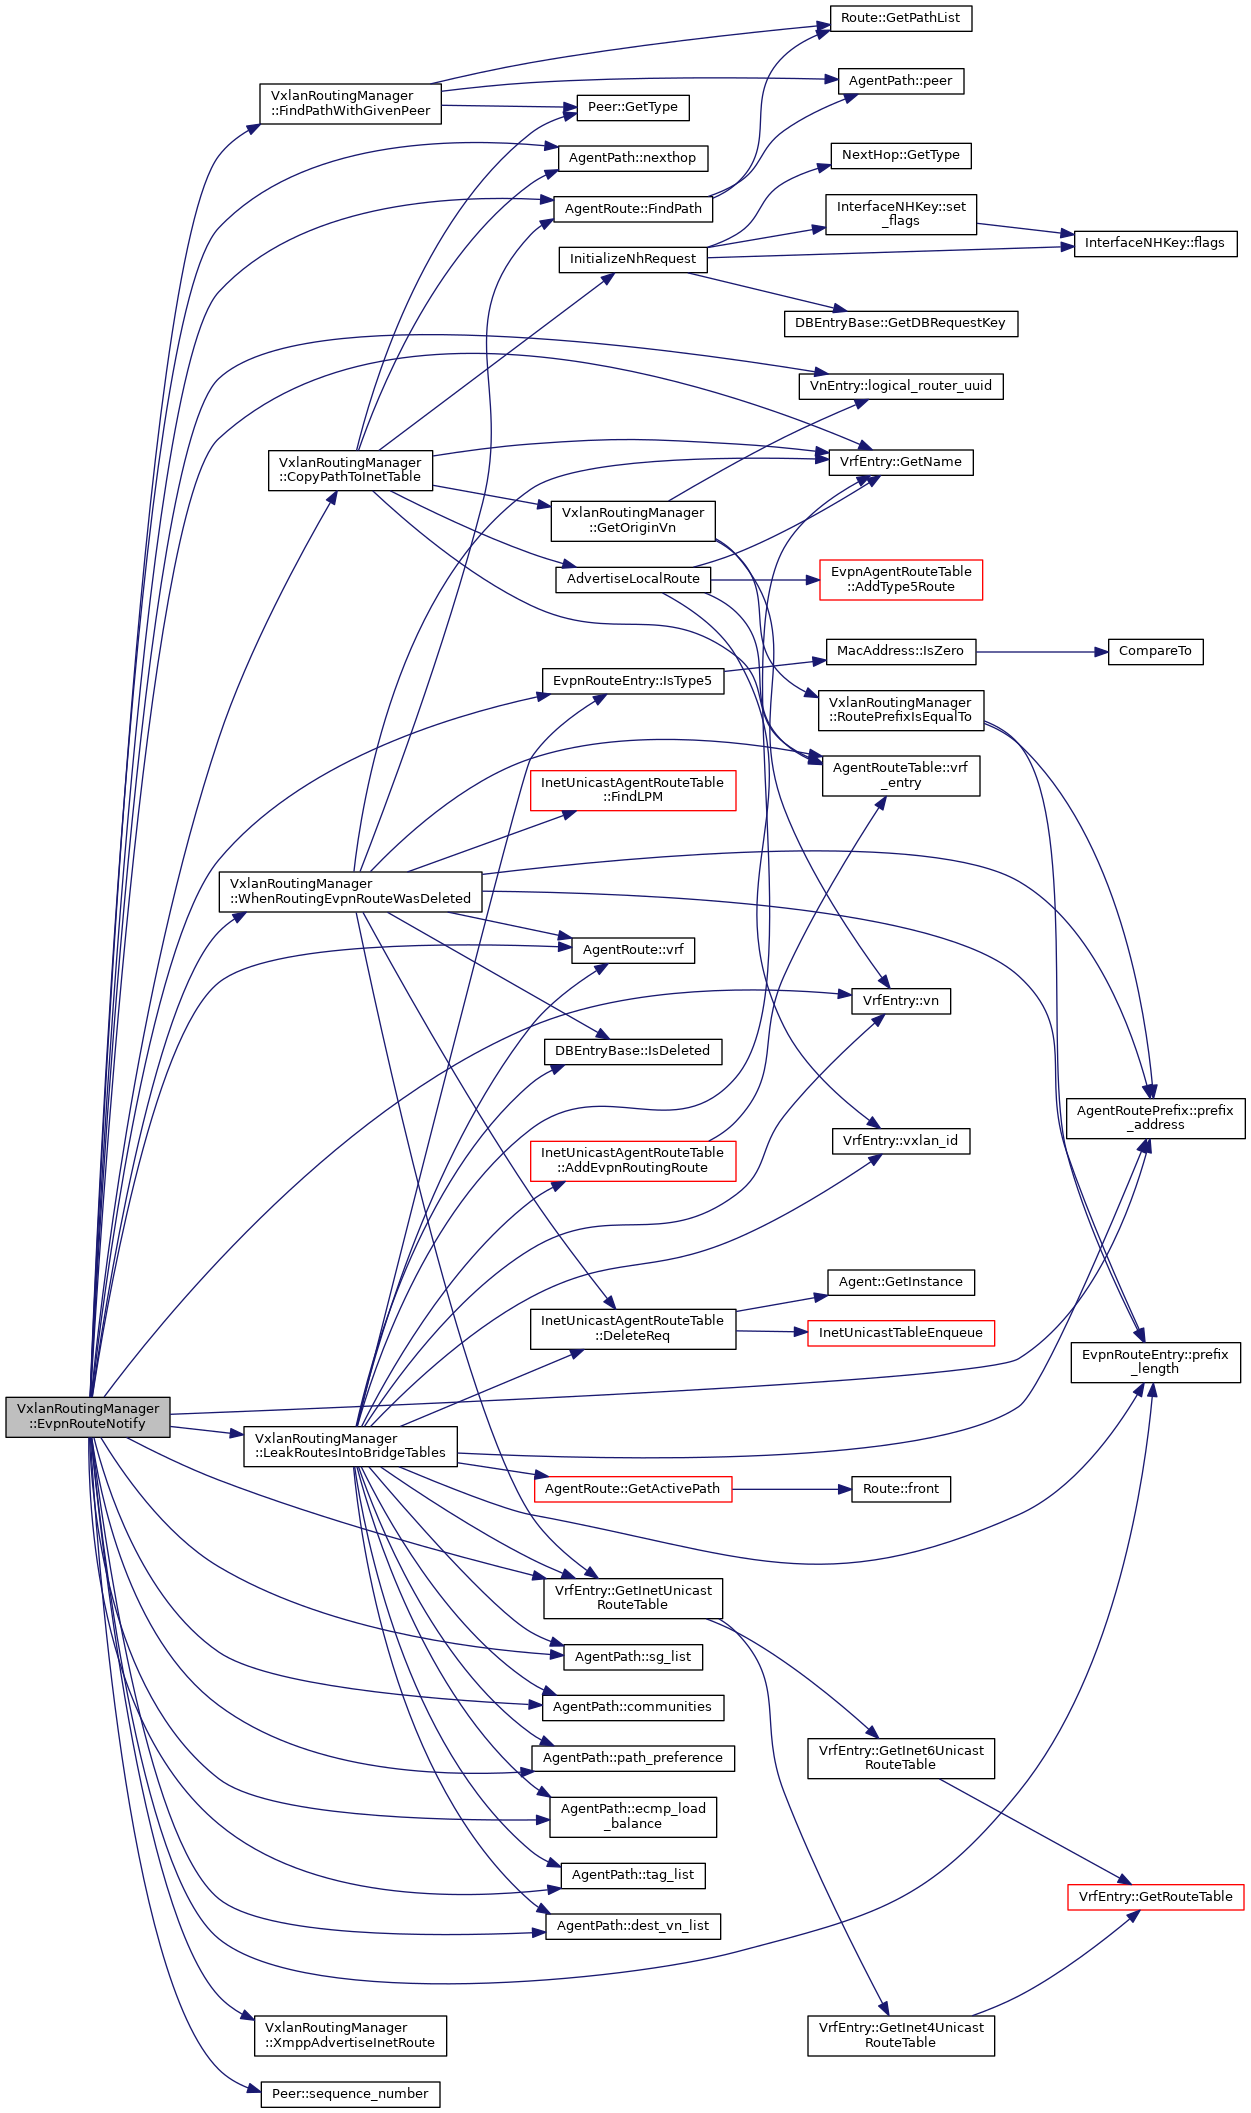 Route::GetPathList
AgentPath::peer
VxlanRoutingManager
::FindPathWithGivenPeer
Peer::GetType
AgentPath::nexthop
NextHop::GetType
AgentRoute::FindPath
InterfaceNHKey::set
_flags
InterfaceNHKey::flags
InitializeNhRequest
DBEntryBase::GetDBRequestKey
VnEntry::logical_router_uuid
VrfEntry::GetName
VxlanRoutingManager
::CopyPathToInetTable
VxlanRoutingManager
::GetOriginVn
AdvertiseLocalRoute
EvpnAgentRouteTable
::AddType5Route
MacAddress::IsZero
CompareTo
EvpnRouteEntry::IsType5
VxlanRoutingManager
::RoutePrefixIsEqualTo
AgentRouteTable::vrf
_entry
InetUnicastAgentRouteTable
::FindLPM
VxlanRoutingManager
::WhenRoutingEvpnRouteWasDeleted
AgentRoute::vrf
VrfEntry::vn
DBEntryBase::IsDeleted
AgentRoutePrefix::prefix
_address
VrfEntry::vxlan_id
InetUnicastAgentRouteTable
::AddEvpnRoutingRoute
Agent::GetInstance
InetUnicastAgentRouteTable
::DeleteReq
InetUnicastTableEnqueue
EvpnRouteEntry::prefix
_length
VxlanRoutingManager
::EvpnRouteNotify
VxlanRoutingManager
::LeakRoutesIntoBridgeTables
AgentRoute::GetActivePath
Route::front
VrfEntry::GetInetUnicast
RouteTable
AgentPath::sg_list
AgentPath::communities
AgentPath::path_preference
VrfEntry::GetInet6Unicast
RouteTable
AgentPath::ecmp_load
_balance
AgentPath::tag_list
VrfEntry::GetRouteTable
AgentPath::dest_vn_list
VxlanRoutingManager
::XmppAdvertiseInetRoute
VrfEntry::GetInet4Unicast
RouteTable
Peer::sequence_number